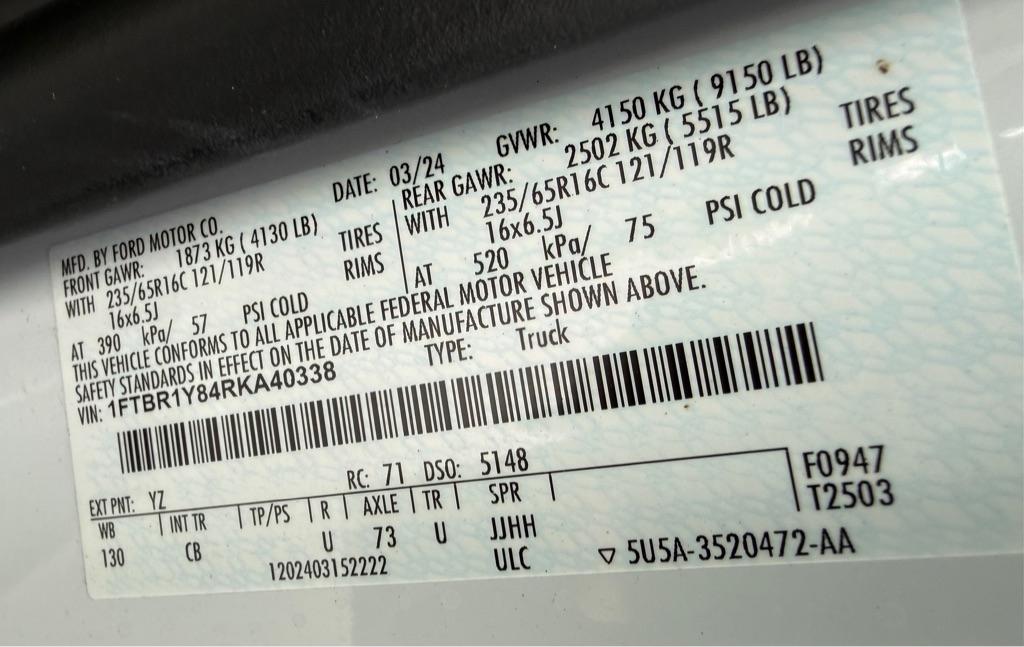 MFD. BY FORD MOTOR CO. DATE: 03/24 GVWR: 4150 KG ( 9150 LB)
FRONT GAWR: 1873 KG ( 4130 LB) REAR GAWR: 2502 KG ( 5515 LB)
WITH 235/65R16C 121/119R TIRES WITH 235/65R16C 121/119R TIRES
16x6.5J RIMS 16x6.5J RIMS
AT 390 kPa/ 57 PSI COLD AT 520 kPa/ 75 PSI COLD
THIS VEHICLE CONFORMS TO ALL APPLICABLE FEDERAL MOTOR VEHICLE
SAFETY STANDARDS IN EFFECT ON THE DATE OF MANUFACTURE SHOWN ABOVE.
VIN: 1FTBR1Y84RKA40338 TYPE: Truck
EXT PNT: YZ RC: 71 DSO: 5148 F0947
WB INT TR TP/PS R AXLE TR SPR T2503
130 CB U 73 U JJHH
1202403152222 ULC ▽ 5U5A-3520472-AA